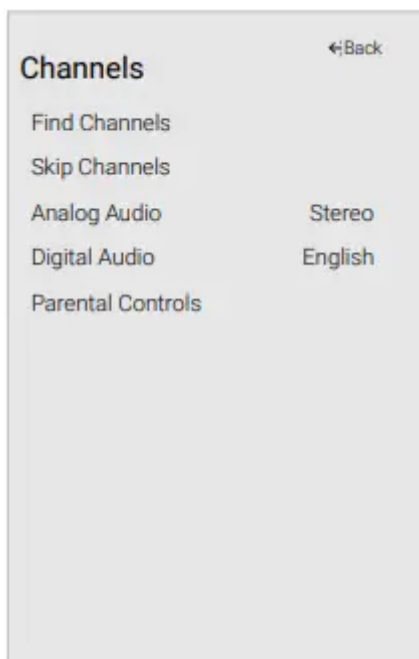 Back
Channels
Find Channels
Skip Channels
Analog Audio Stereo
Digital Audio English
Parental Controls